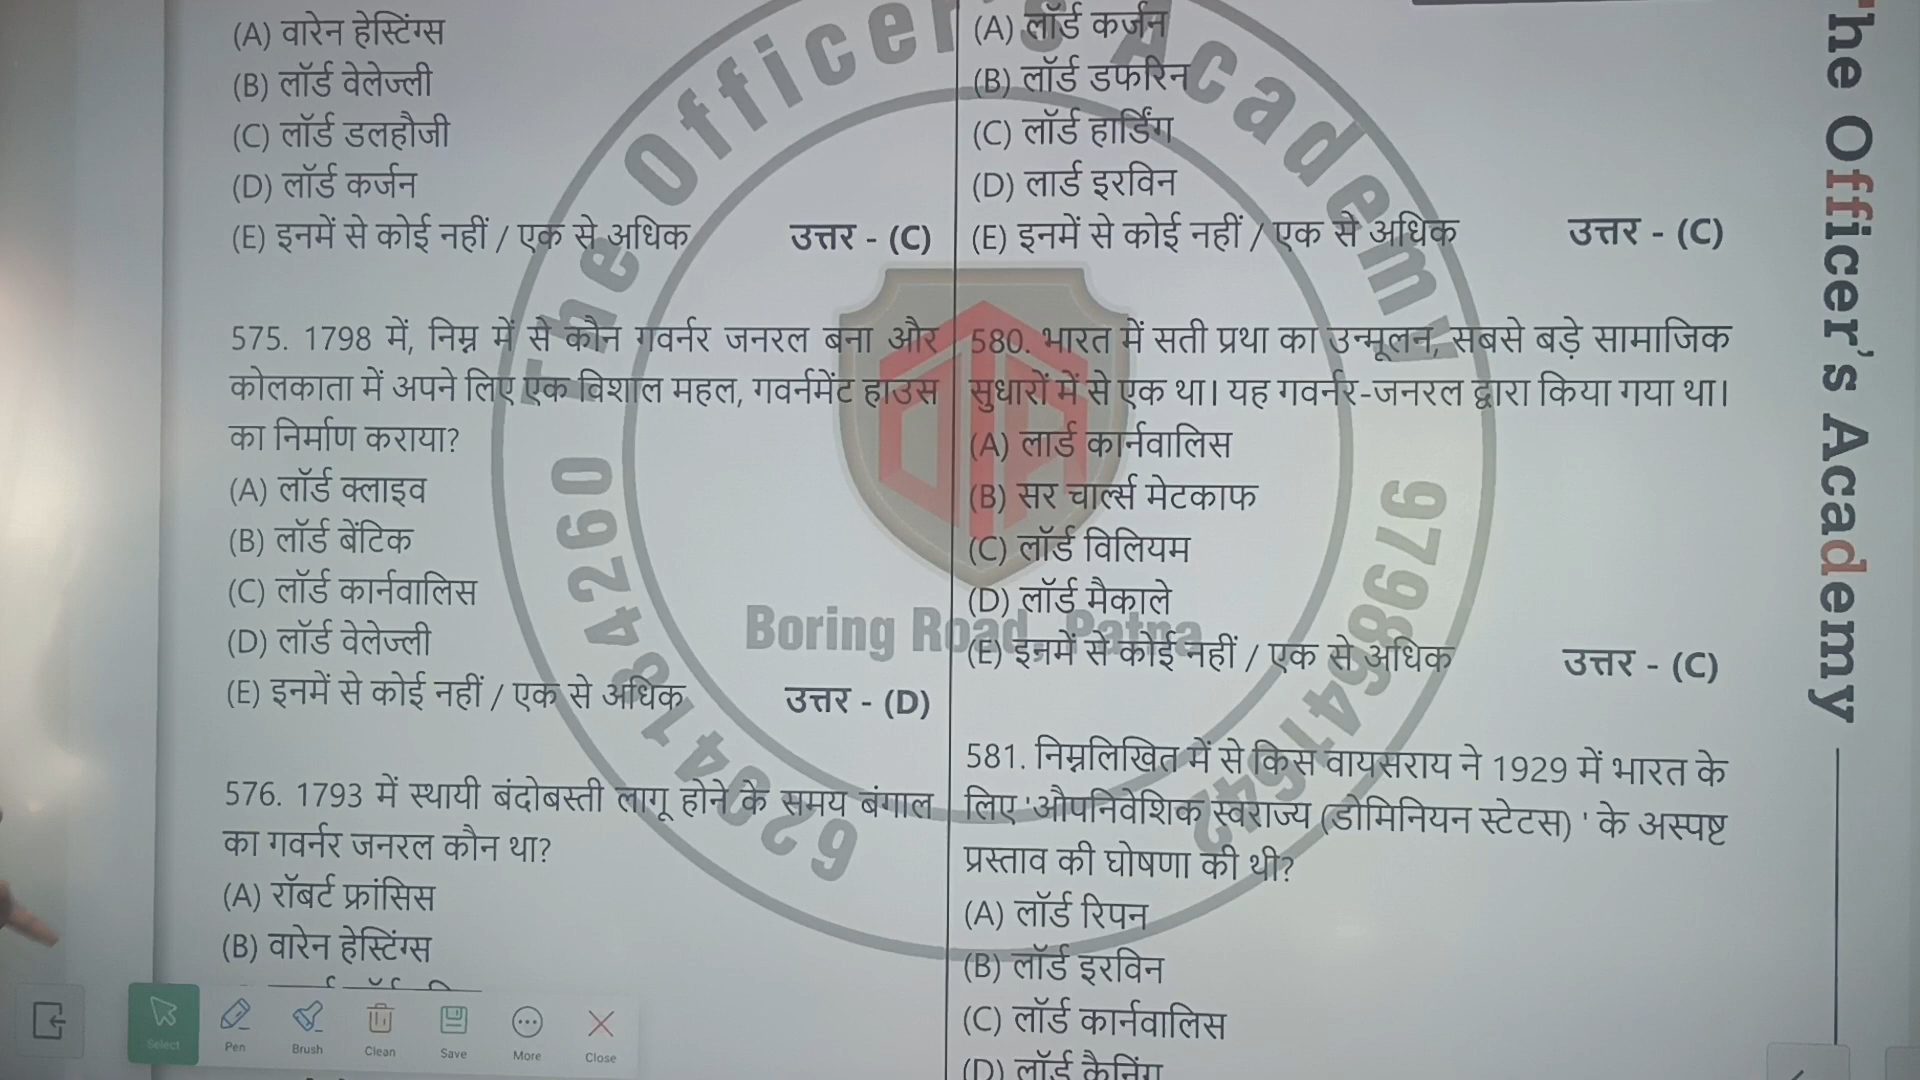 (A) वारेन हेस्टिंग्स
(B) लॉर्ड वेलेज्ली
(C) लॉर्ड डलहौजी
(D) लॉर्ड कर्जन
(E) इनमें से कोई नहीं / एक से अधिक उत्तर - (C)
575. 1798 में, निम्न में से कौन गवर्नर जनरल बना और
कोलकाता में अपने लिए एक विशाल महल, गवर्नमेंट हाउस
का निर्माण कराया?
(A) लॉर्ड क्लाइव
(B) लॉर्ड बेंटिक
(C) लॉर्ड कार्नवालिस
(D) लॉर्ड वेलेज्ली
(E) इनमें से कोई नहीं / एक से अधिक उत्तर - (D)
576. 1793 में स्थायी बंदोबस्ती लागू होने के समय बंगाल
का गवर्नर जनरल कौन था?
(A) रॉबर्ट फ्रांसिस
(B) वारेन हेस्टिंग्स
(A) लॉर्ड कर्जन
(B) लॉर्ड डफरिन
(C) लॉर्ड हार्डिंग
(D) लार्ड इरविन
(E) इनमें से कोई नहीं / एक से अधिक उत्तर - (C)
580. भारत में सती प्रथा का उन्मूलन, सबसे बड़े सामाजिक
सुधारों में से एक था। यह गवर्नर-जनरल द्वारा किया गया था।
(A) लार्ड कार्नवालिस
(B) सर चार्ल्स मेटकाफ
(C) लॉर्ड विलियम
(D) लॉर्ड मैकाले
(E) इनमें से कोई नहीं / एक से अधिक उत्तर - (C)
581. निम्नलिखित में से किस वायसराय ने 1929 में भारत के
लिए 'औपनिवेशिक स्वराज्य (डोमिनियन स्टेटस) ' के अस्पष्ट
प्रस्ताव की घोषणा की थी?
(A) लॉर्ड रिपन
(B) लॉर्ड इरविन
(C) लॉर्ड कार्नवालिस
(D) लॉर्ड कैनिंग
The Officer's Academy
Boring Road, Patna
6234184260
9798641642
The Officer's Academy
Select Pen Brush Clean Save More Close